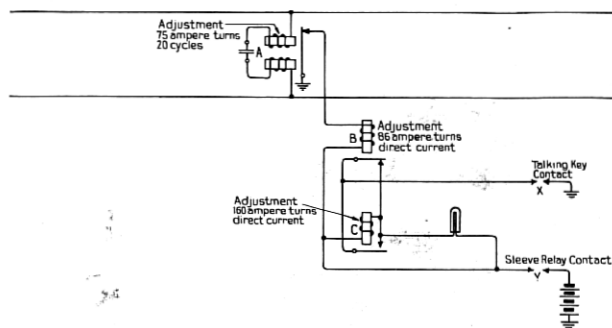 Adjustment
75 ampere turns
20 cycles
A
Adjustment
86 ampere turns
direct current
B
Talking Key
Contact
X
Adjustment
160 ampere turns
direct current
C
Sleeve Relay Contact
Y